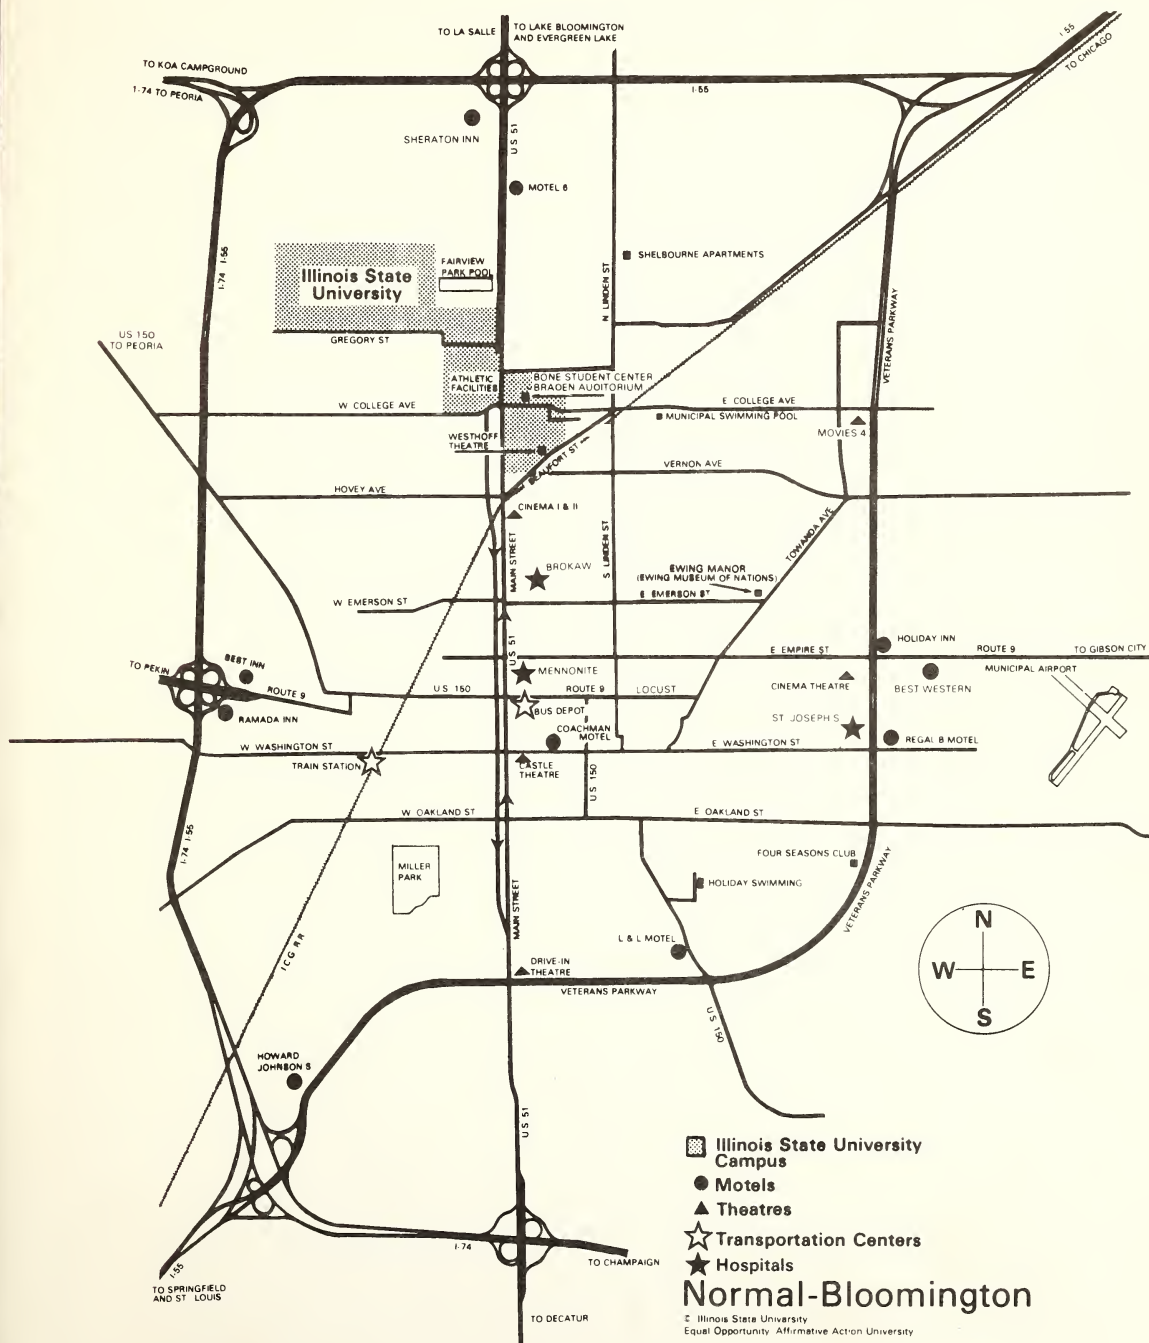 TO LA SALLE
TO LAKE BLOOMINGTON
AND EVERGREEN LAKE
I-55
TO CHICAGO
TO KOA CAMPGROUND
I-74 TO PEORIA
I-55
SHERATON INN
US 51
MOTEL 6
I-74 I-55
FAIRVIEW
PARK POOL
SHELBOURNE APARTMENTS
Illinois State
University
N LINDEN ST
VETERANS PARKWAY
US 150
TO PEORIA
GREGORY ST
ATHLETIC
FACILITIES
BONE STUDENT CENTER
BRADEN AUDITORIUM
W COLLEGE AVE
E COLLEGE AVE
MUNICIPAL SWIMMING POOL
MOVIES 4
WESTHOFF
THEATRE
BEAUFORT ST
VERNON AVE
HOVEY AVE
CINEMA I & II
MAIN STREET
S LINDEN ST
TOWANDA AVE
BROKAW
EWING MANOR
(EWING MUSEUM OF NATIONS)
W EMERSON ST
E EMERSON ST
HOLIDAY INN
US 51
E EMPIRE ST
ROUTE 9
TO GIBSON CITY
TO PEKIN
BEST INN
MENNONITE
MUNICIPAL AIRPORT
ROUTE 9
US 150
ROUTE 9
LOCUST
CINEMA THEATRE
BEST WESTERN
RAMADA INN
BUS DEPOT
COACHMAN
MOTEL
ST JOSEPH S
REGAL 8 MOTEL
W WASHINGTON ST
E WASHINGTON ST
TRAIN STATION
CASTLE
THEATRE
US 150
W OAKLAND ST
E OAKLAND ST
I-74 I-55
MILLER
PARK
FOUR SEASONS CLUB
HOLIDAY SWIMMING
VETERANS PARKWAY
MAIN STREET
ICG RR
L & L MOTEL
N
W E
S
DRIVE-IN
THEATRE
VETERANS PARKWAY
US 150
HOWARD
JOHNSON S
US 51
Illinois State University
Campus
Motels
Theatres
Transportation Centers
Hospitals
I-74
TO CHAMPAIGN
I-55
TO SPRINGFIELD
AND ST LOUIS
TO DECATUR
Normal-Bloomington
© Illinois State University
Equal Opportunity Affirmative Action University